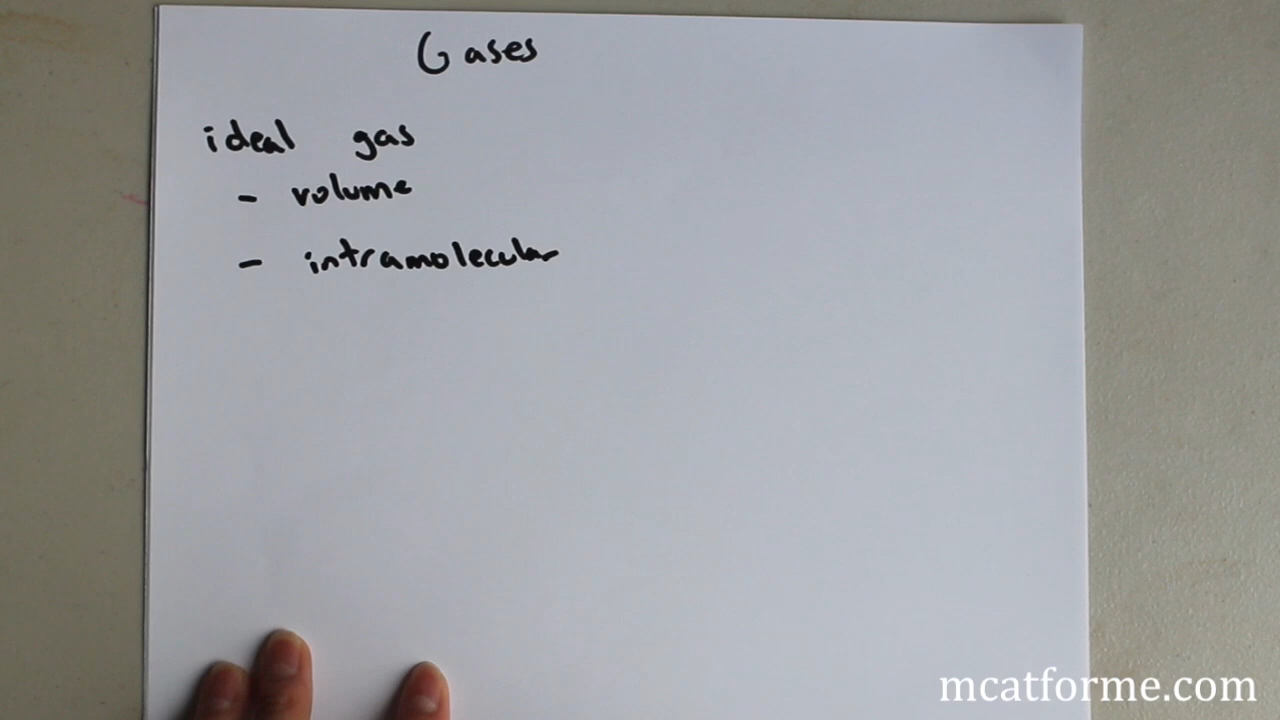 Gases
ideal gas
- volume
- intramolecular
mcatforme.com